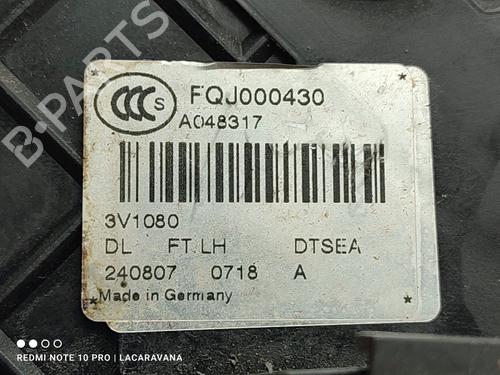 CCC S
FQJ000430
A048317
3V1080
DL FT.LH DTSEA
240807 0718 A
Made in Germany
B-PARTS
REDMI NOTE 10 PRO | LACARAVANA